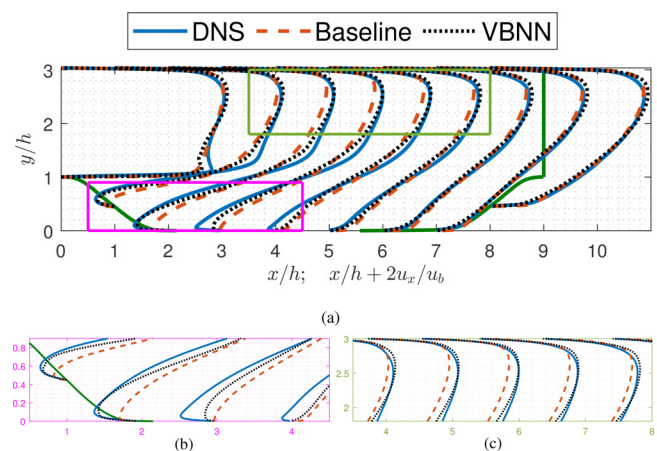 DNS Baseline VBNN
3
2
1
0
y/h
0 1 2 3 4 5 6 7 8 9 10
x/h; x/h + 2u_x/u_b
(a)
0.8
0.6
0.4
0.2
0
1 2 3 4
(b)
3
2.5
2
4 5 6 7 8
(c)